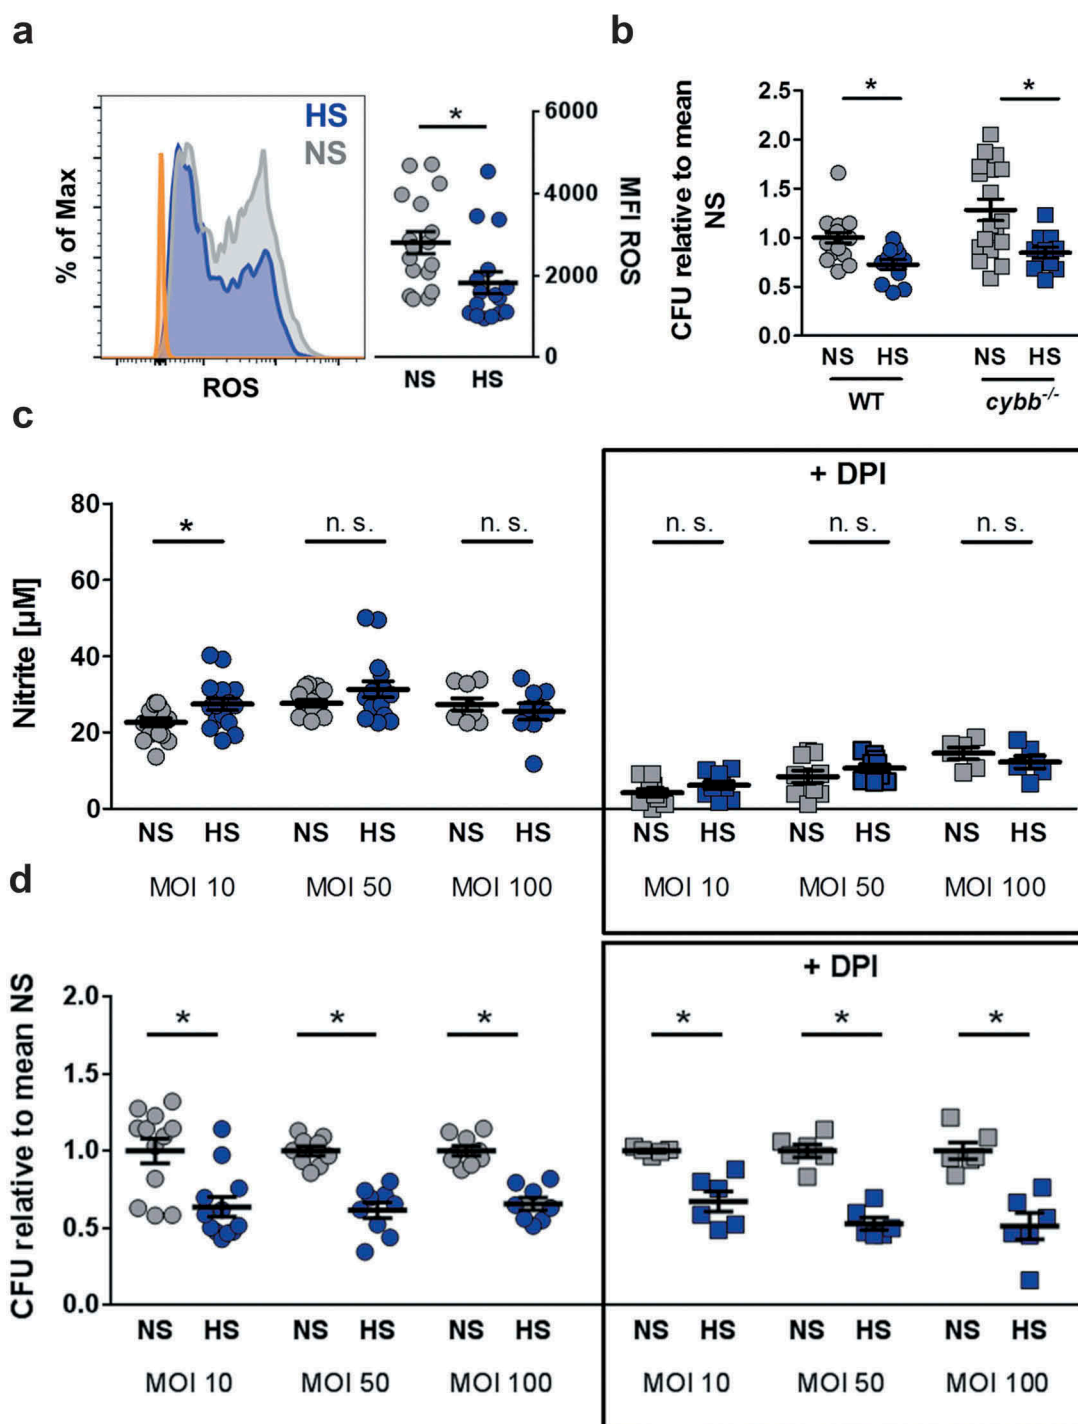 a
HS
NS
% of Max
ROS
*
6000
4000
2000
0
MFI ROS
NS HS
b
CFU relative to mean
NS
2.5
2.0
1.5
1.0
0.5
0.0
* *
NS HS NS HS
WT cybb-/-
c
Nitrite [µM]
80
60
40
20
0
* n. s. n. s.
+ DPI
n. s. n. s. n. s.
NS HS NS HS NS HS NS HS NS HS NS HS
MOI 10 MOI 50 MOI 100 MOI 10 MOI 50 MOI 100
d
CFU relative to mean NS
2.0
1.5
1.0
0.5
0.0
* * *
+ DPI
* * *
NS HS NS HS NS HS NS HS NS HS NS HS
MOI 10 MOI 50 MOI 100 MOI 10 MOI 50 MOI 100